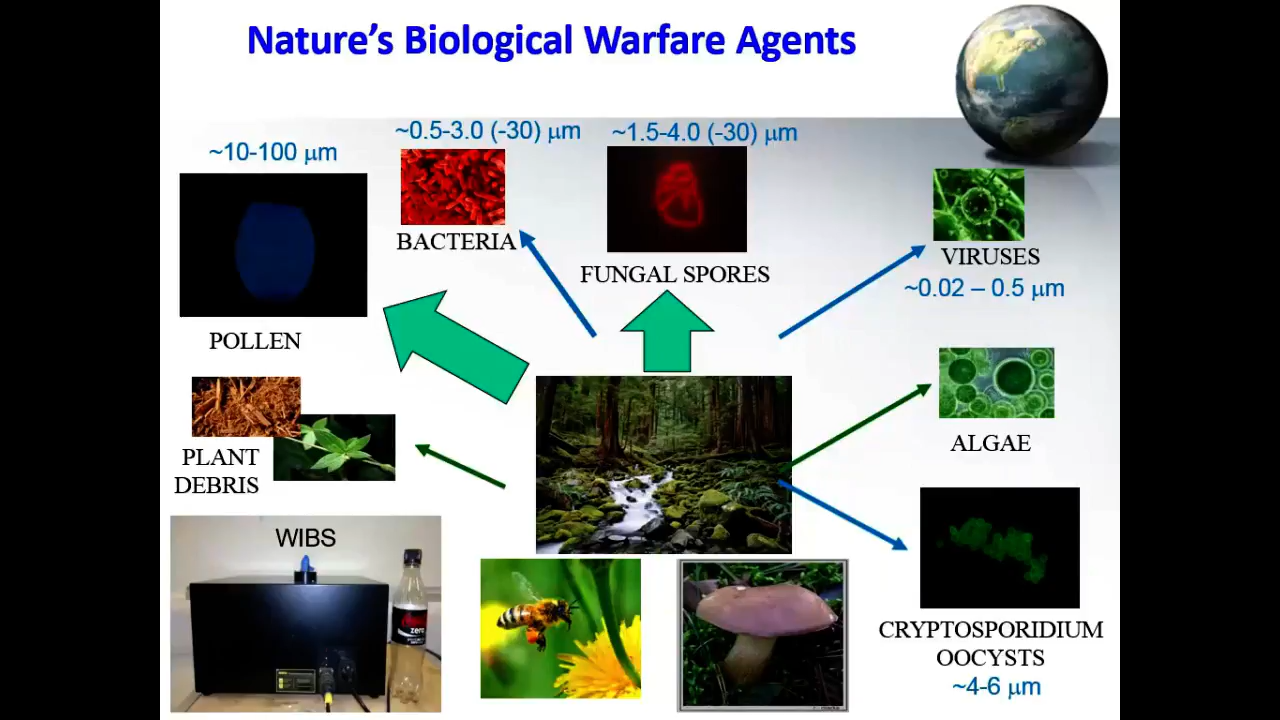 Nature's Biological Warfare Agents
~10-100 μm
~0.5-3.0 (-30) μm
~1.5-4.0 (-30) μm
BACTERIA
FUNGAL SPORES
VIRUSES
~0.02 – 0.5 μm
POLLEN
PLANT
DEBRIS
ALGAE
WIBS
zero
CRYPTOSPORIDIUM
OOCYSTS
~4-6 μm